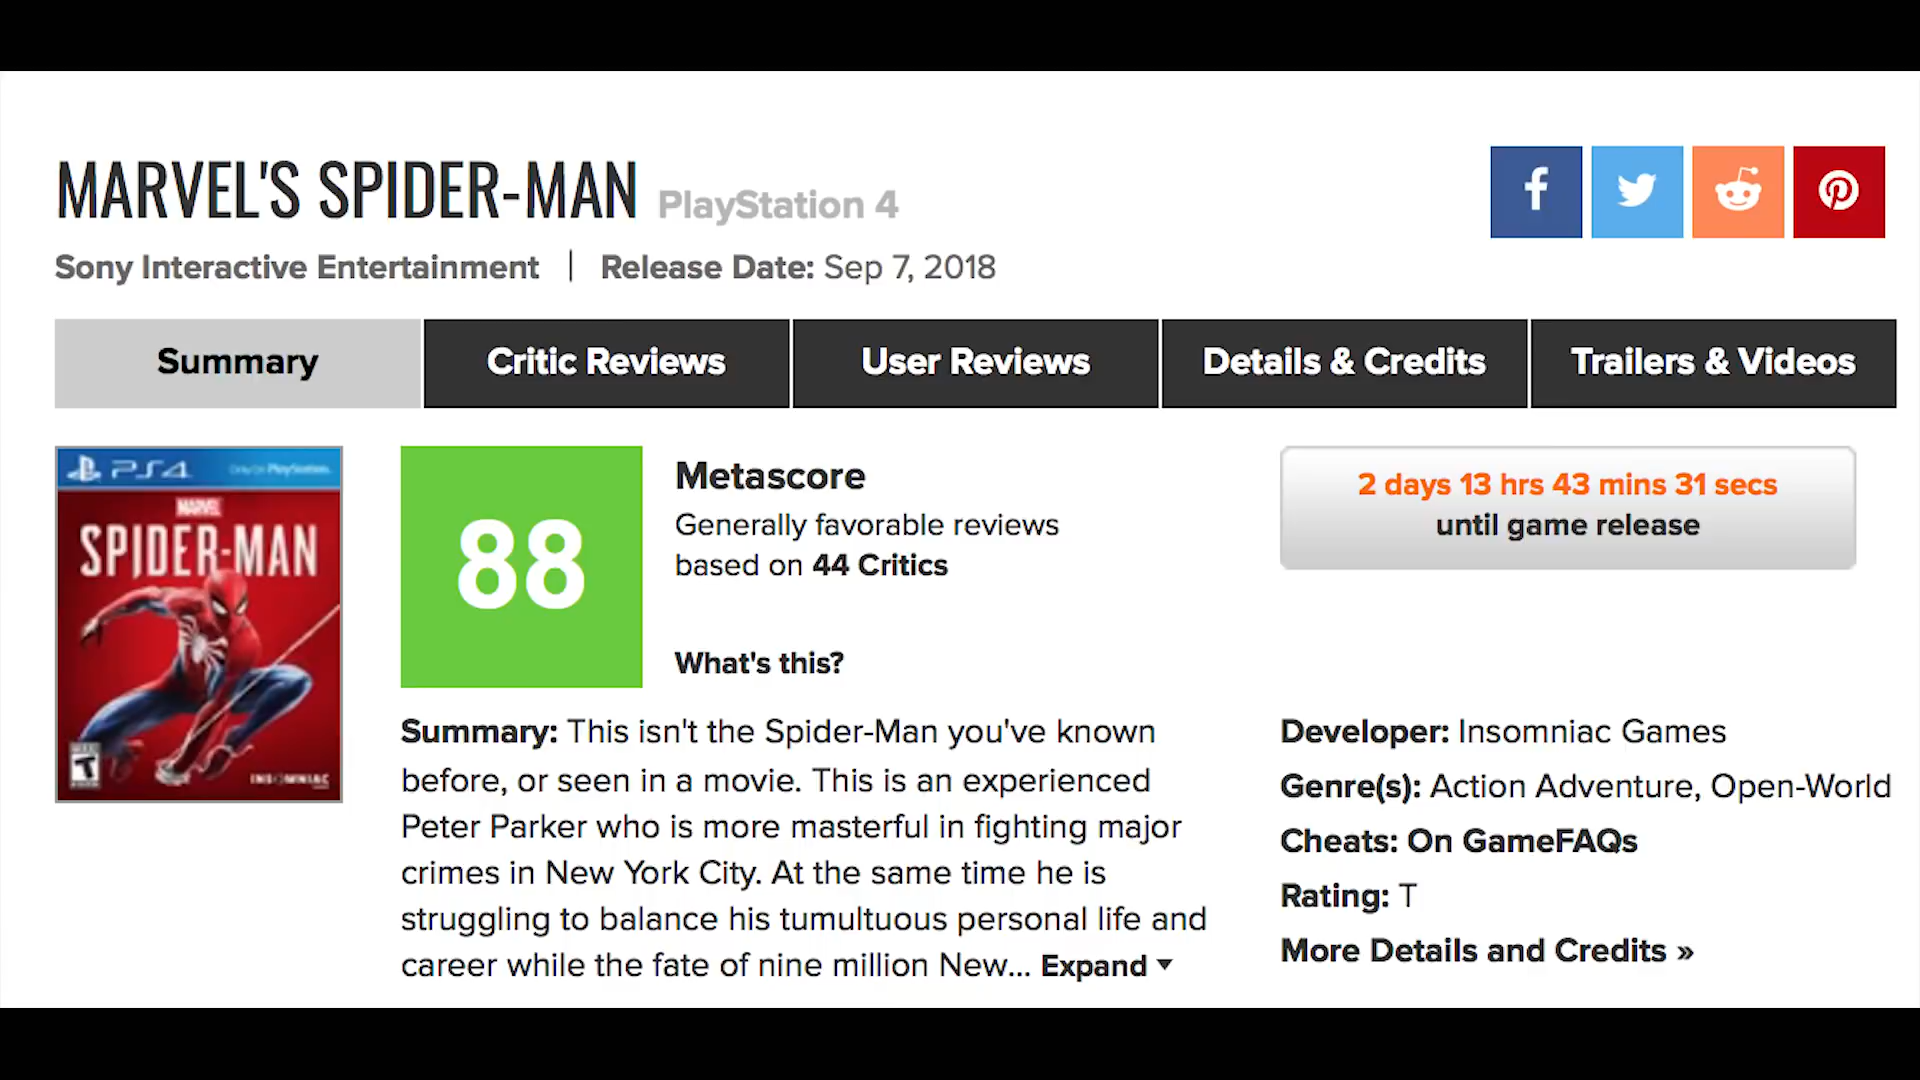 MARVEL'S SPIDER-MAN PlayStation 4
Sony Interactive Entertainment | Release Date: Sep 7, 2018
Summary Critic Reviews User Reviews Details & Credits Trailers & Videos
PS4 Only On PlayStation.
MARVEL
SPIDER-MAN
T
INSOMNIAC
88
Metascore
Generally favorable reviews
based on 44 Critics
What's this?
2 days 13 hrs 43 mins 31 secs
until game release
Summary: This isn't the Spider-Man you've known
before, or seen in a movie. This is an experienced
Peter Parker who is more masterful in fighting major
crimes in New York City. At the same time he is
struggling to balance his tumultuous personal life and
career while the fate of nine million New... Expand
Developer: Insomniac Games
Genre(s): Action Adventure, Open-World
Cheats: On GameFAQs
Rating: T
More Details and Credits »